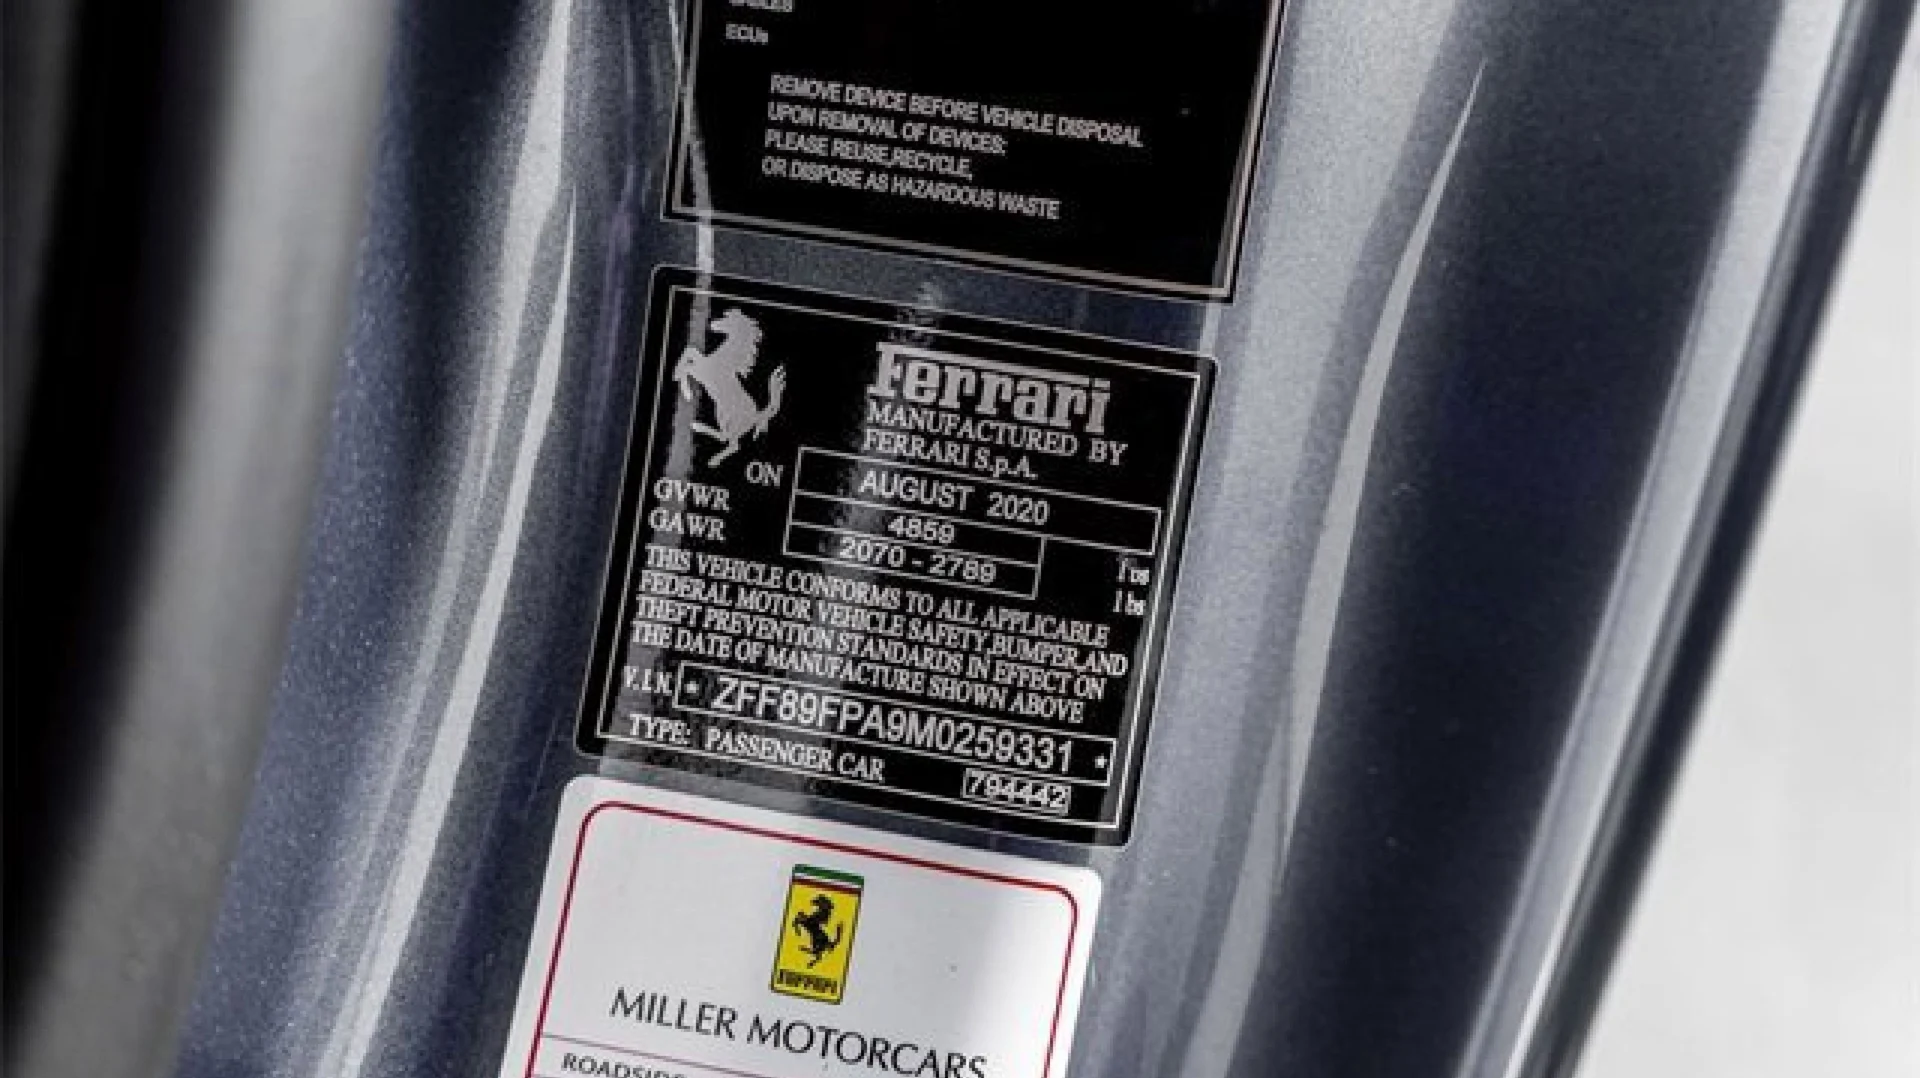 ECUs
REMOVE DEVICE BEFORE VEHICLE DISPOSAL
UPON REMOVAL OF DEVICES:
PLEASE REUSE,RECYCLE,
OR DISPOSE AS HAZARDOUS WASTE
Ferrari
MANUFACTURED BY
FERRARI S.p.A.
ON AUGUST 2020
GVWR 4859 lbs
GAWR 2070 - 2789 lbs
THIS VEHICLE CONFORMS TO ALL APPLICABLE
FEDERAL MOTOR VEHICLE SAFETY,BUMPER,AND
THEFT PREVENTION STANDARDS IN EFFECT ON
THE DATE OF MANUFACTURE SHOWN ABOVE
V.I.N. * ZFF89FPA9M0259331 *
TYPE: PASSENGER CAR 794442
Ferrari
MILLER MOTORCARS